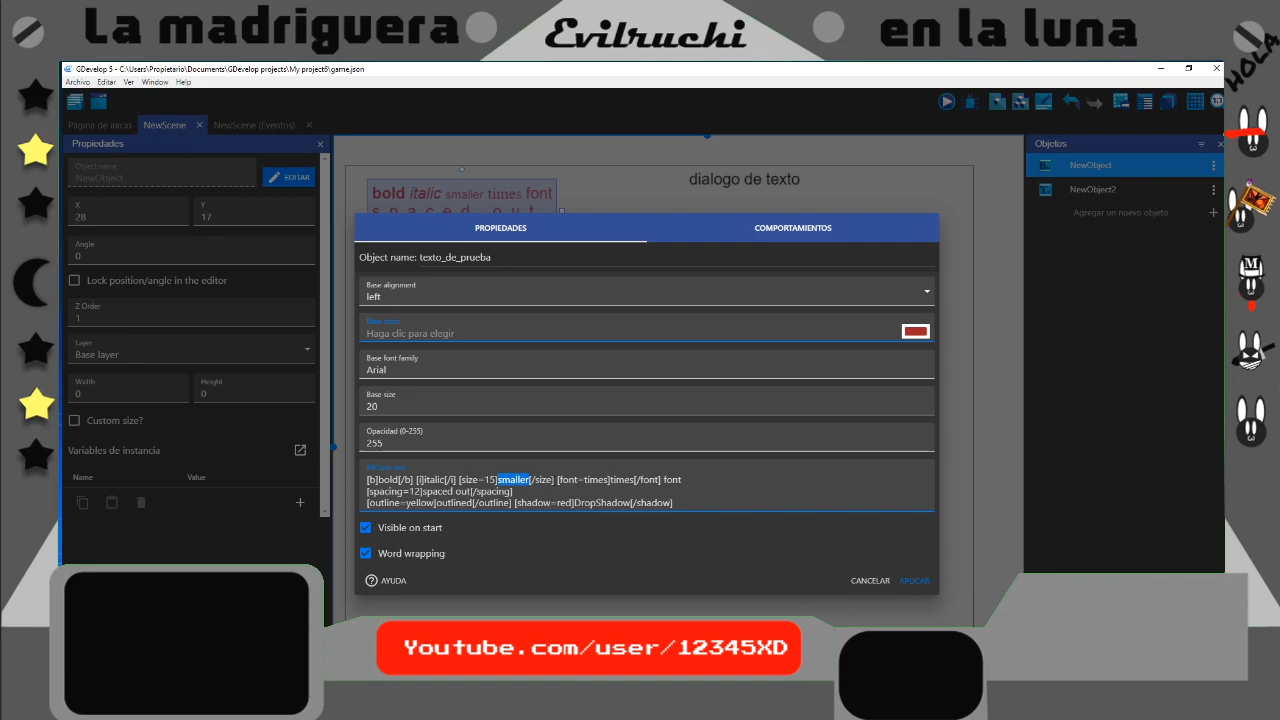 La madriguera
Evilruchi
en la luna
HOLA
GDevelop 5 - C:\Users\Propietario\Documents\GDevelop projects\My project6\game.json
Archivo Editar Ver Window Help
Página de inicio
NewScene
NewScene (Eventos)
Propiedades
Objetos
Object name
NewObject
EDITAR
X
28
Y
17
Angle
0
Lock position/angle in the editor
Z Order
1
Layer
Base layer
Width
0
Height
0
Custom size?
Variables de instancia
Name
Value
bold italic smaller times font
s p a c e d o u t
dialogo de texto
PROPIEDADES
COMPORTAMIENTOS
Object name: texto_de_prueba
Base alignment
left
Base color
Haga clic para elegir
Base font family
Arial
Base size
20
Opacidad (0-255)
255
BBCode text
[b]bold[/b] [i]italic[/i] [size=15]smaller[/size] [font=times]times[/font] font
[spacing=12]spaced out[/spacing]
[outline=yellow]outlined[/outline] [shadow=red]DropShadow[/shadow]
Visible on start
Word wrapping
AYUDA
CANCELAR
APLICAR
NewObject
NewObject2
Agregar un nuevo objeto
1:1
M
Youtube.com/user/12345XD